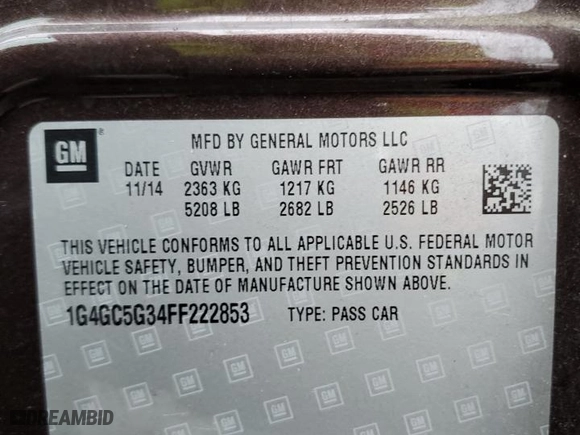 GM ®
MFD BY GENERAL MOTORS LLC
DATE GVWR GAWR FRT GAWR RR
11/14 2363 KG 1217 KG 1146 KG
5208 LB 2682 LB 2526 LB
THIS VEHICLE CONFORMS TO ALL APPLICABLE U.S. FEDERAL MOTOR
VEHICLE SAFETY, BUMPER, AND THEFT PREVENTION STANDARDS IN
EFFECT ON THE DATE OF MANUFACTURE SHOWN ABOVE.
1G4GC5G34FF222853 TYPE: PASS CAR
DREAMBID